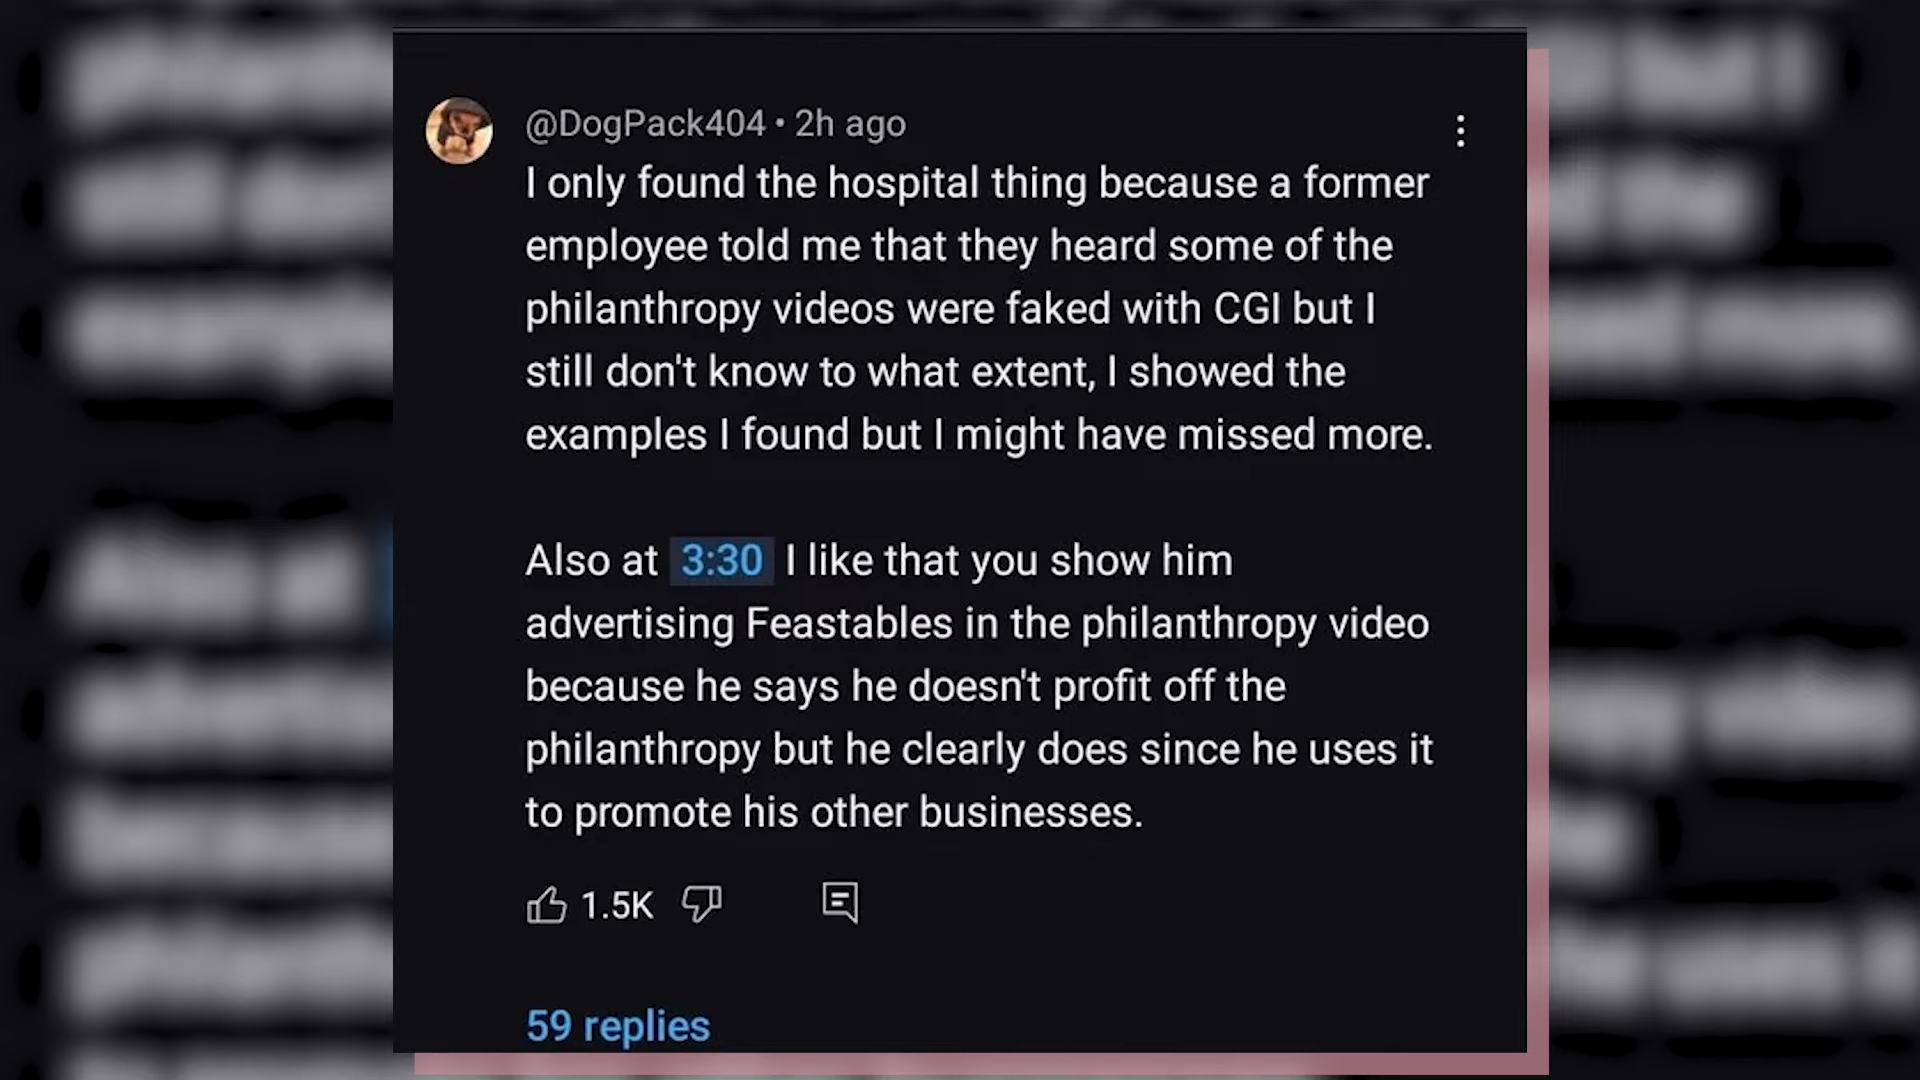 @DogPack404 • 2h ago
I only found the hospital thing because a former
employee told me that they heard some of the
philanthropy videos were faked with CGI but I
still don't know to what extent, I showed the
examples I found but I might have missed more.
Also at 3:30 I like that you show him
advertising Feastables in the philanthropy video
because he says he doesn't profit off the
philanthropy but he clearly does since he uses it
to promote his other businesses.
1.5K
59 replies